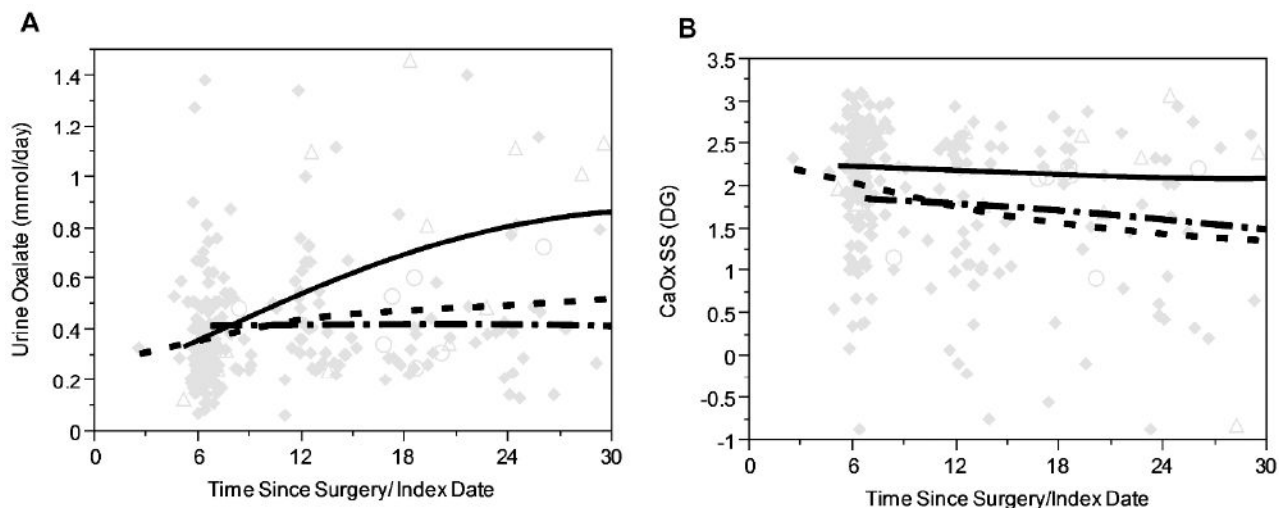 A
Urine Oxalate (mmol/day)
1.4
1.2
1
0.8
0.6
0.4
0.2
0
0 6 12 18 24 30
Time Since Surgery/ Index Date
B
CaOx SS (DG)
3.5
3
2.5
2
1.5
1
0.5
0
-0.5
-1
0 6 12 18 24 30
Time Since Surgery/Index Date